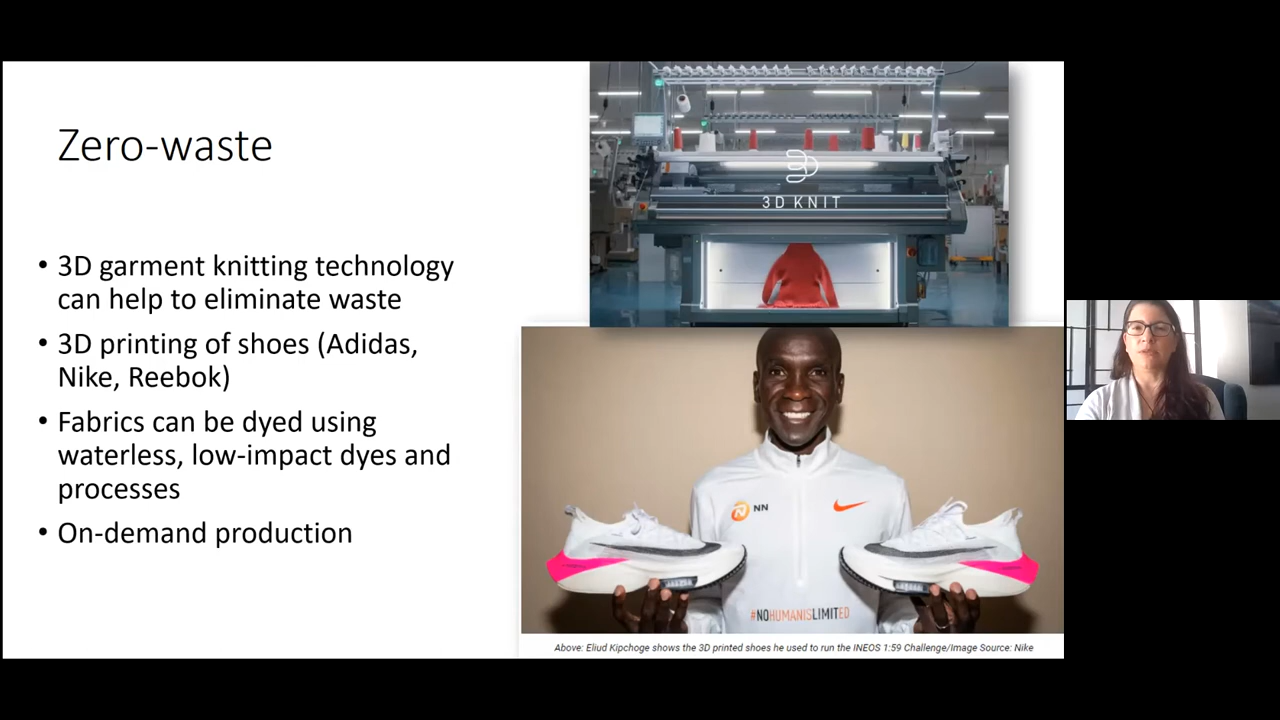 Zero-waste
• 3D garment knitting technology
can help to eliminate waste
• 3D printing of shoes (Adidas,
Nike, Reebok)
• Fabrics can be dyed using
waterless, low-impact dyes and
processes
• On-demand production
3D KNIT
NN
#NOHUMANISLIMITED
Above: Eliud Kipchoge shows the 3D printed shoes he used to run the INEOS 1:59 Challenge/Image Source: Nike